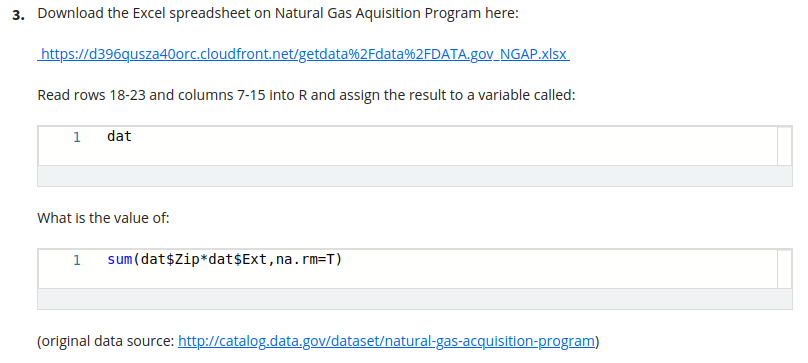 3. Download the Excel spreadsheet on Natural Gas Aquisition Program here:
https://d396qusza40orc.cloudfront.net/getdata%2Fdata%2FDATA.gov_NGAP.xlsx
Read rows 18-23 and columns 7-15 into R and assign the result to a variable called:
1 dat
What is the value of:
1 sum(dat$Zip*dat$Ext,na.rm=T)
(original data source: http://catalog.data.gov/dataset/natural-gas-acquisition-program)